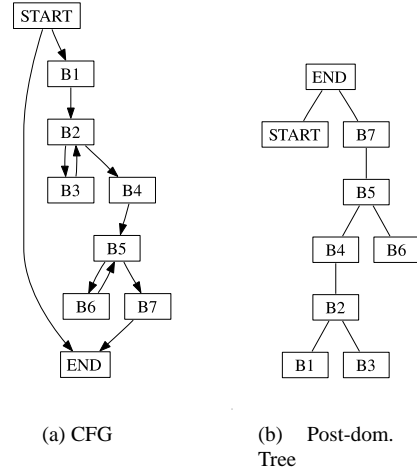 START
B1
B2
B3 B4
B5
B6 B7
END
(a) CFG
END
START B7
B5
B4 B6
B2
B1 B3
(b) Post-dom.
Tree